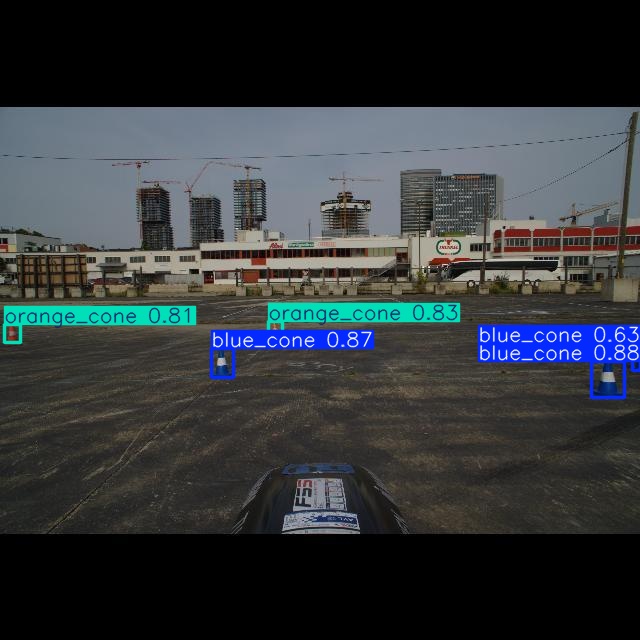 orange_cone 0.81
orange_cone 0.83
blue_cone 0.87
blue_cone 0.63
blue_cone 0.88